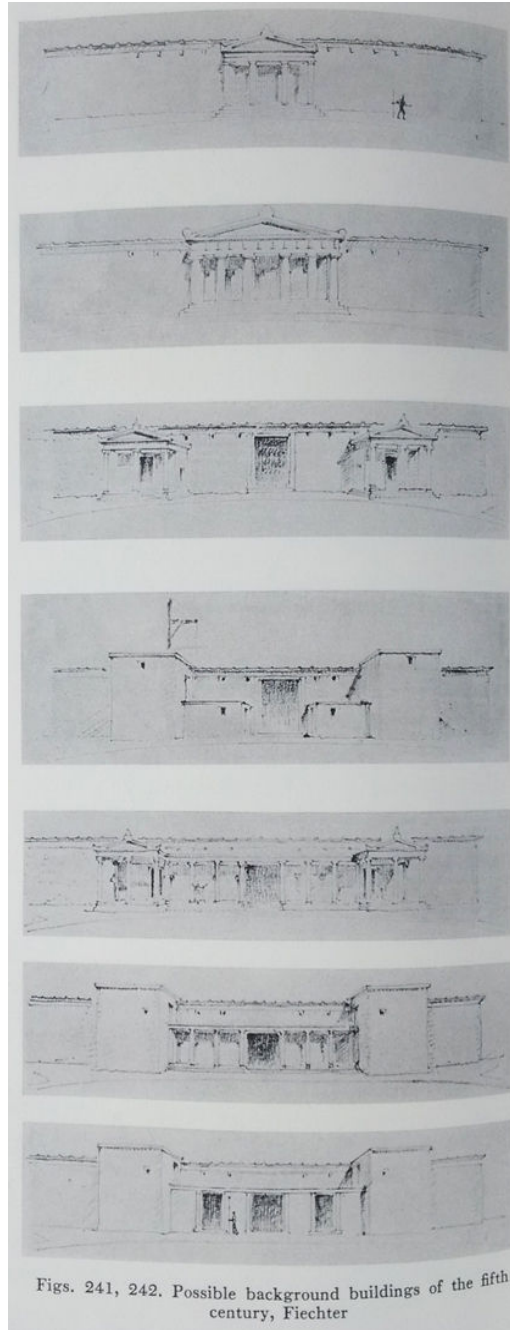 Figs. 241, 242. Possible background buildings of the fifth
century, Fiechter